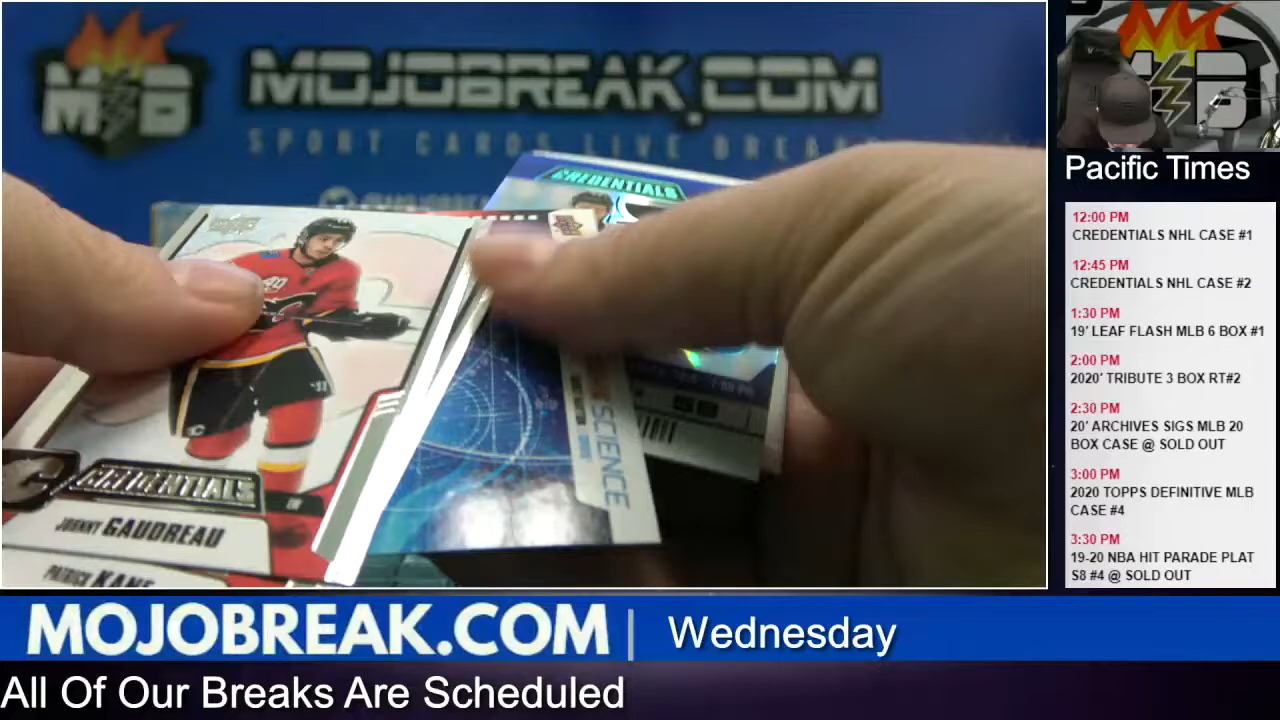 MOJOBREAK.COM
SPORT CARDS LIVE BREAKS
M B
CREDENTIALS
CREDENTIALS
JOHNNY GAUDREAU
PATRICK KANE
SCIENCE
Pacific Times
12:00 PM
CREDENTIALS NHL CASE #1
12:45 PM
CREDENTIALS NHL CASE #2
1:30 PM
19' LEAF FLASH MLB 6 BOX #1
2:00 PM
2020' TRIBUTE 3 BOX RT#2
2:30 PM
20' ARCHIVES SIGS MLB 20
BOX CASE @ SOLD OUT
3:00 PM
2020 TOPPS DEFINITIVE MLB
CASE #4
3:30 PM
19-20 NBA HIT PARADE PLAT
S8 #4 @ SOLD OUT
MOJOBREAK.COM | Wednesday
All Of Our Breaks Are Scheduled